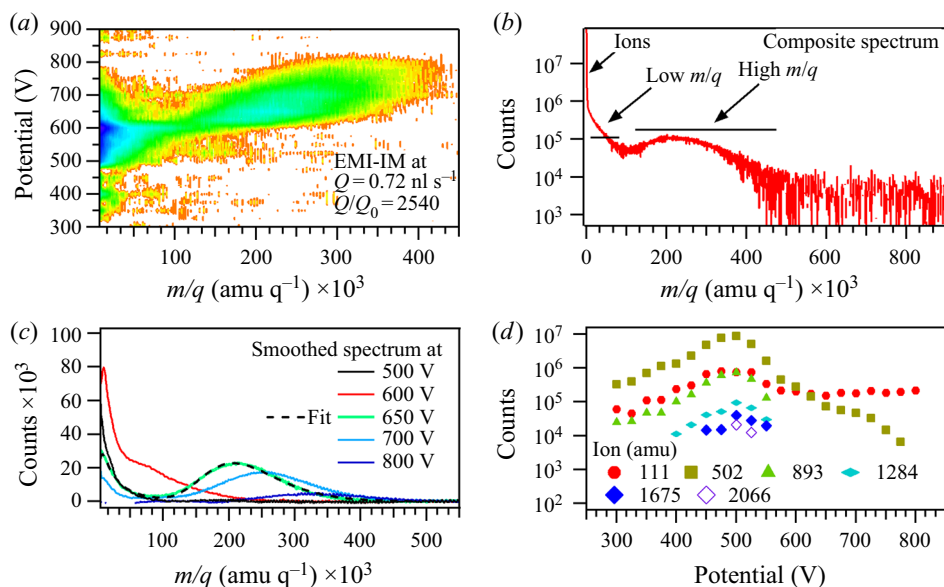 (a)
900
800
700
600
500
400
300
Potential (V)
EMI-IM at
Q = 0.72 nl s⁻¹
Q/Q₀ = 2540
100 200 300 400
m/q (amu q⁻¹) ×10³
(b)
Ions
Composite spectrum
Low m/q
High m/q
10⁷
10⁶
10⁵
10⁴
10³
Counts
0 200 400 600 800
m/q (amu q⁻¹) ×10³
(c)
100
80
60
40
20
0
Counts ×10³
Smoothed spectrum at
500 V
600 V
Fit 650 V
700 V
800 V
100 200 300 400 500
m/q (amu q⁻¹) ×10³
(d)
10⁷
10⁶
10⁵
10⁴
10³
10²
Counts
Ion (amu)
111 502 893 1284
1675 2066
300 400 500 600 700 800
Potential (V)